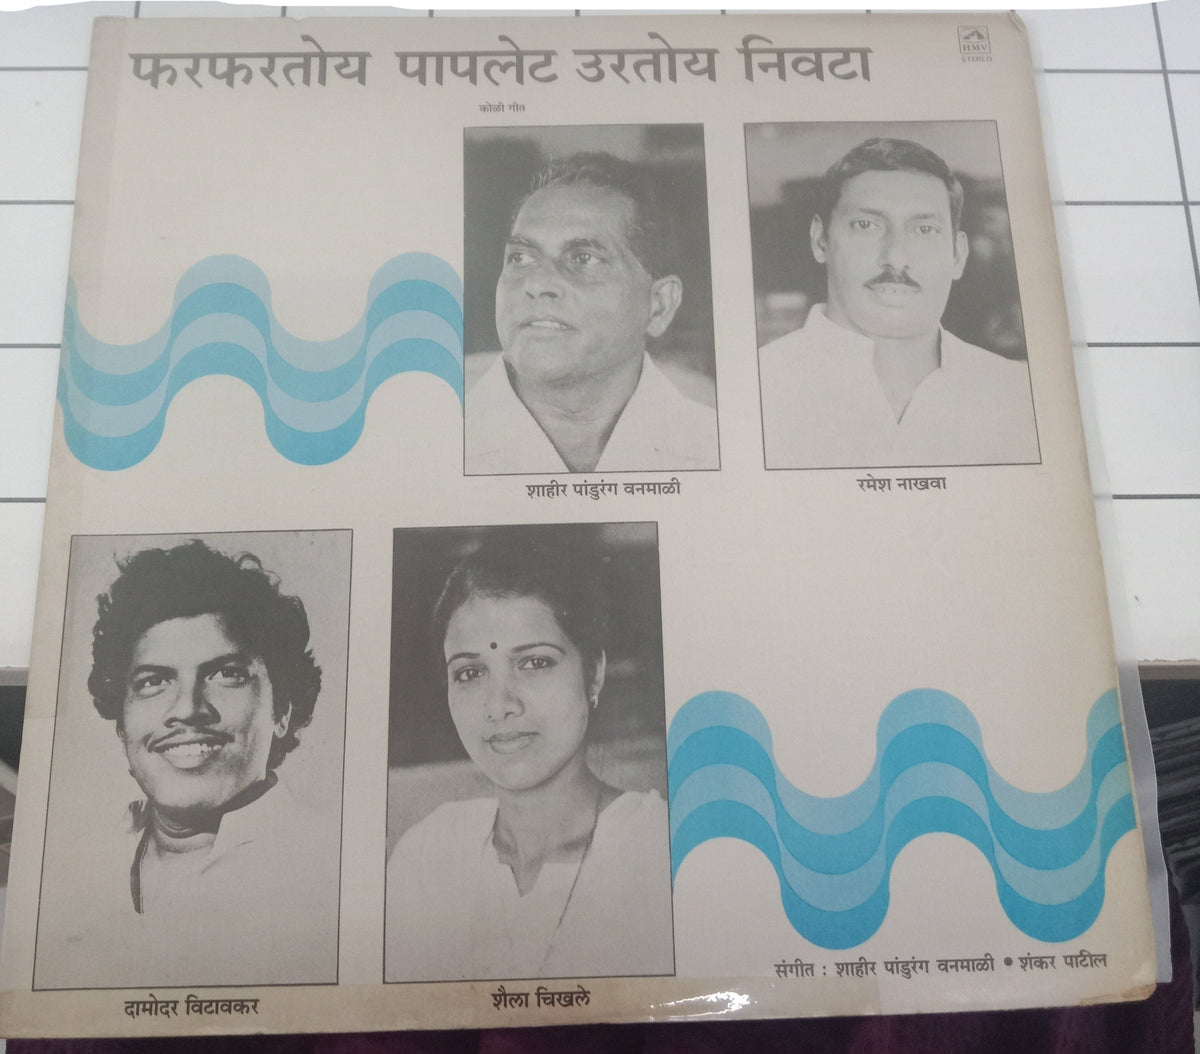 फरफरतोय पापलेट उरतोय निवटा
HMV
STEREO
कोळी गीत
शाहीर पांडुरंग वनमाळी
रमेश नाखवा
दामोदर विटावकर
शैला चिखले
संगीत : शाहीर पांडुरंग वनमाळी • शंकर पाटील